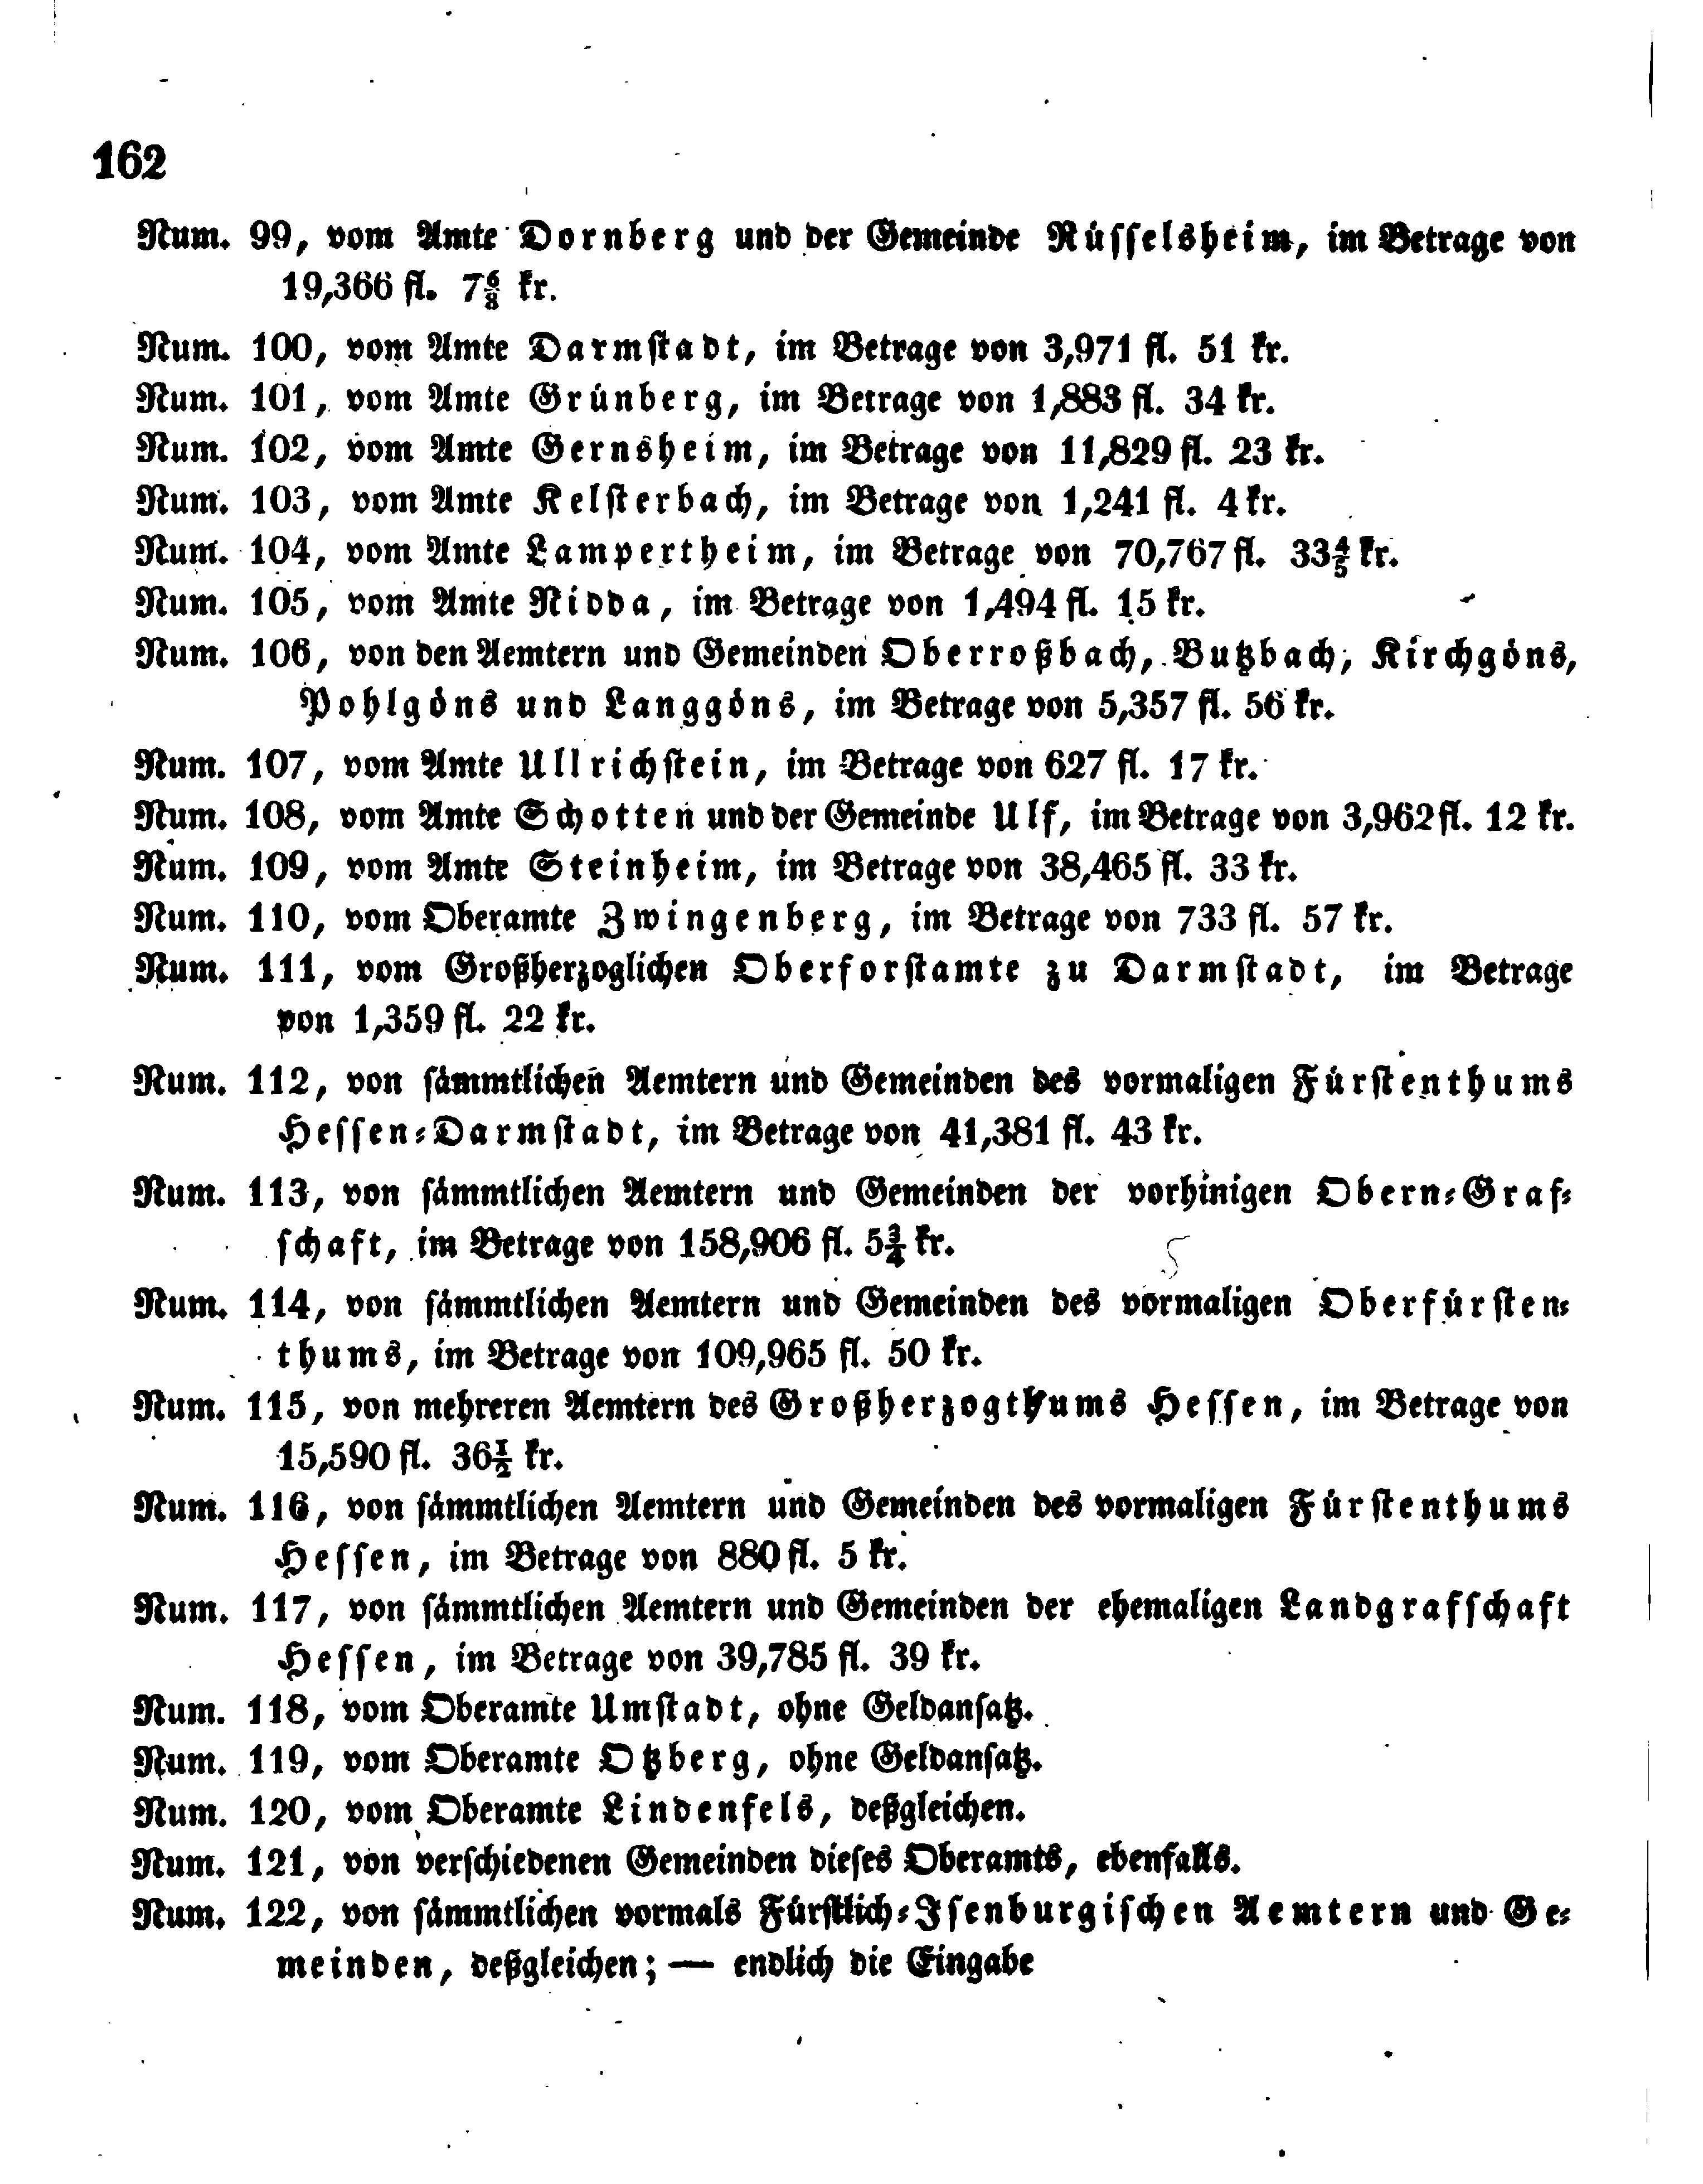 162
Num. 99, vom Amte Dornberg und der Gemeinde Rüsselsheim, im Betrage von
19,366 fl. 7 6/8 kr.
Num. 100, vom Amte Darmstadt, im Betrage von 3,971 fl. 51 kr.
Num. 101, vom Amte Grünberg, im Betrage von 1,883 fl. 34 kr.
Num. 102, vom Amte Gernsheim, im Betrage von 11,829 fl. 23 kr.
Num. 103, vom Amte Kelsterbach, im Betrage von 1,241 fl. 4 kr.
Num. 104, vom Amte Lampertheim, im Betrage von 70,767 fl. 33 4/5 kr.
Num. 105, vom Amte Nidda, im Betrage von 1,494 fl. 15 kr.
Num. 106, von den Aemtern und Gemeinden Oberroßbach, Butzbach, Kirchgöns,
Pohlgöns und Langgöns, im Betrage von 5,357 fl. 56 kr.
Num. 107, vom Amte Ullrichstein, im Betrage von 627 fl. 17 kr.
Num. 108, vom Amte Schotten und der Gemeinde Ulf, im Betrage von 3,962 fl. 12 kr.
Num. 109, vom Amte Steinheim, im Betrage von 38,465 fl. 33 kr.
Num. 110, vom Oberamte Zwingenberg, im Betrage von 733 fl. 57 kr.
Num. 111, vom Großherzoglichen Oberforstamte zu Darmstadt, im Betrage
von 1,359 fl. 22 kr.
Num. 112, von sämmtlichen Aemtern und Gemeinden des vormaligen Fürstenthums
Hessen-Darmstadt, im Betrage von 41,381 fl. 43 kr.
Num. 113, von sämmtlichen Aemtern und Gemeinden der vorhinigen Obern-Graf-
schaft, im Betrage von 158,906 fl. 5 3/4 kr.
Num. 114, von sämmtlichen Aemtern und Gemeinden des vormaligen Oberfürsten-
thums, im Betrage von 109,965 fl. 50 kr.
Num. 115, von mehreren Aemtern des Großherzogthums Hessen, im Betrage von
15,590 fl. 36 1/2 kr.
Num. 116, von sämmtlichen Aemtern und Gemeinden des vormaligen Fürstenthums
Hessen, im Betrage von 880 fl. 5 kr.
Num. 117, von sämmtlichen Aemtern und Gemeinden der ehemaligen Landgrafschaft
Hessen, im Betrage von 39,785 fl. 39 kr.
Num. 118, vom Oberamte Umstadt, ohne Geldansatz.
Num. 119, vom Oberamte Otzberg, ohne Geldansatz.
Num. 120, vom Oberamte Lindenfels, deßgleichen.
Num. 121, von verschiedenen Gemeinden dieses Oberamts, ebenfalls.
Num. 122, von sämmtlichen vormals Fürstlich-Isenburgischen Aemtern und Ge-
meinden, deßgleichen; — endlich die Eingabe